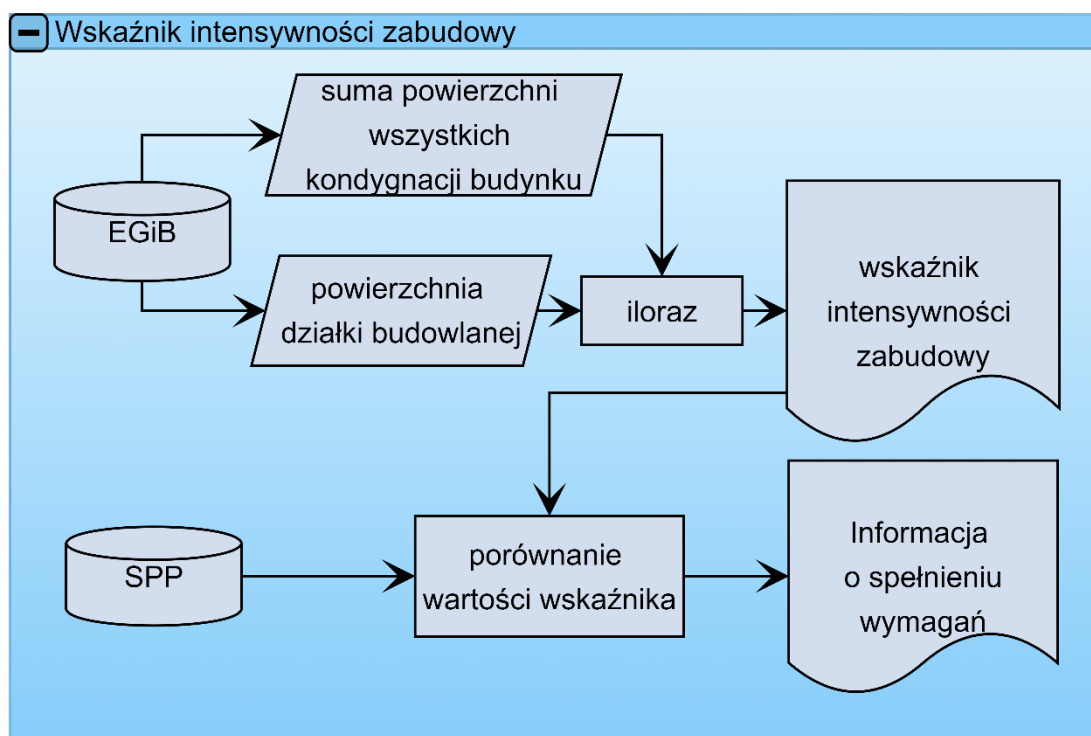 Wskaźnik intensywności zabudowy
suma powierzchni
wszystkich
kondygnacji budynku
EGiB
powierzchnia
działki budowlanej
iloraz
wskaźnik
intensywności
zabudowy
SPP
porównanie
wartości wskaźnika
Informacja
o spełnieniu
wymagań